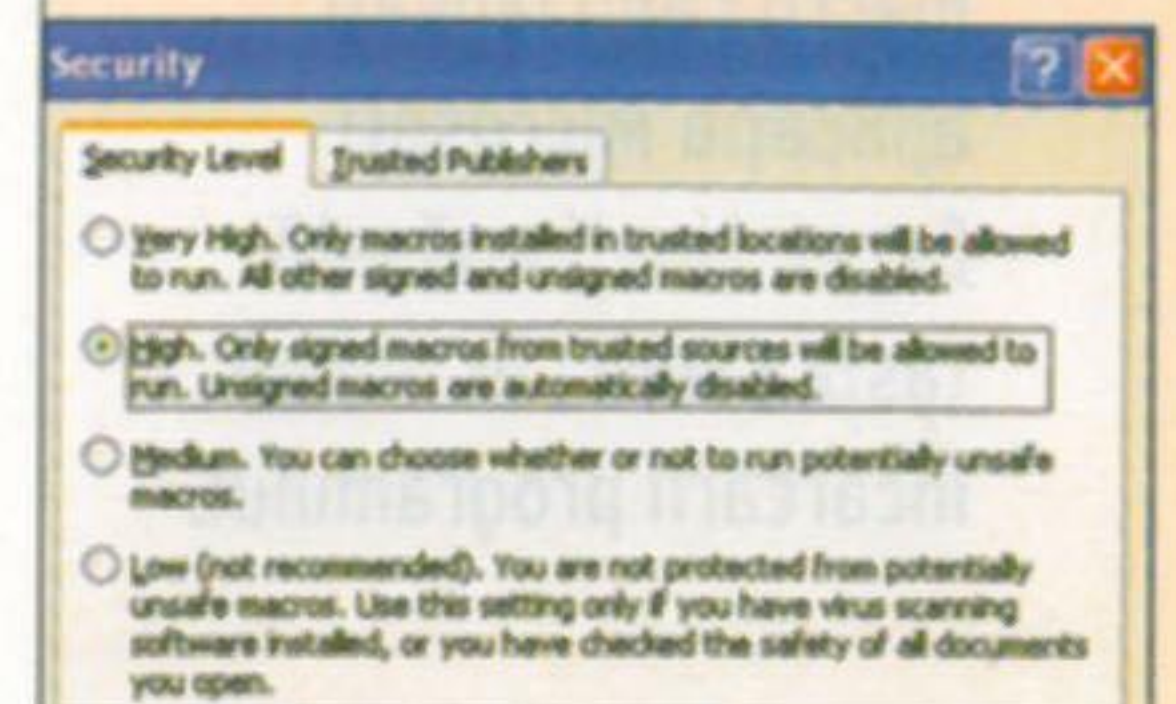 Security
Security Level
Trusted Publishers
Very High. Only macros installed in trusted locations will be allowed
to run. All other signed and unsigned macros are disabled.
High. Only signed macros from trusted sources will be allowed to
run. Unsigned macros are automatically disabled.
Medium. You can choose whether or not to run potentially unsafe
macros.
Low (not recommended). You are not protected from potentially
unsafe macros. Use this setting only if you have virus scanning
software installed, or you have checked the safety of all documents
you open.